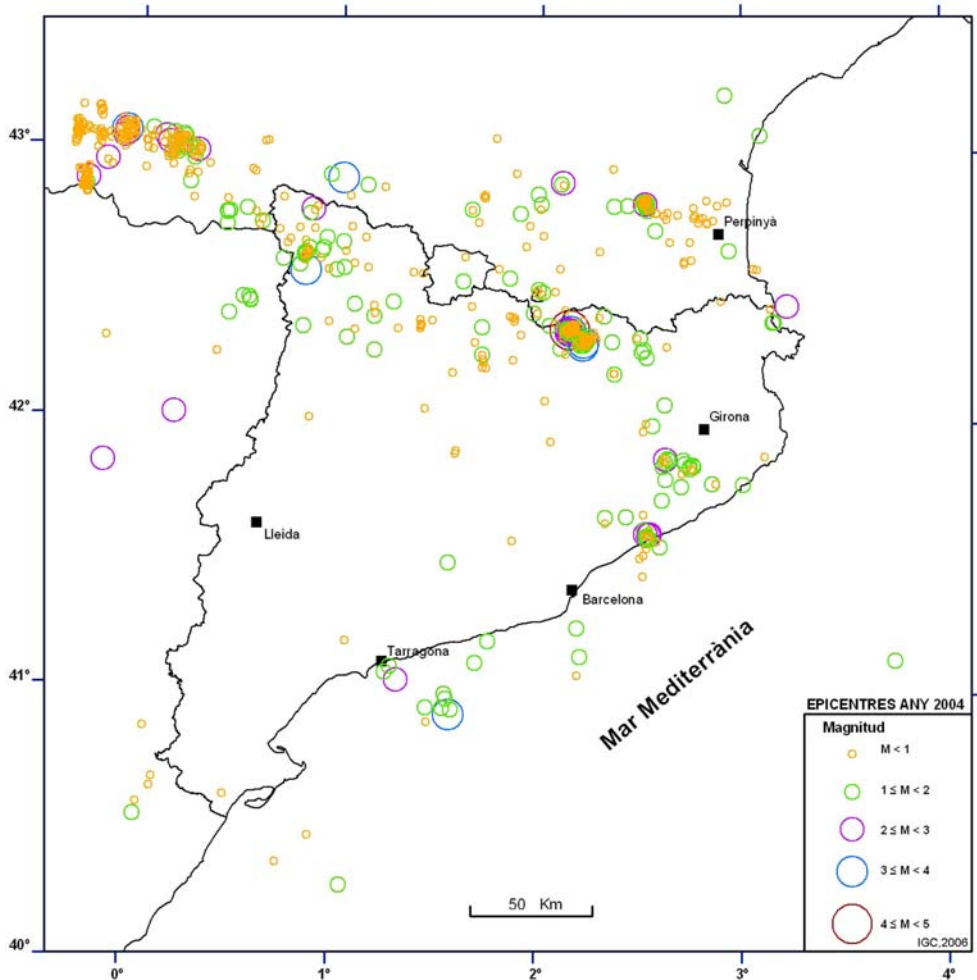 43°
Perpinyà
42°
Girona
Lleida
Barcelona
Tarragona
41°
Mar Mediterrània
EPICENTRES ANY 2004
Magnitud
M < 1
1 ≤ M < 2
2 ≤ M < 3
3 ≤ M < 4
4 ≤ M < 5
IGC,2006
50 Km
40°
0° 1° 2° 3° 4°